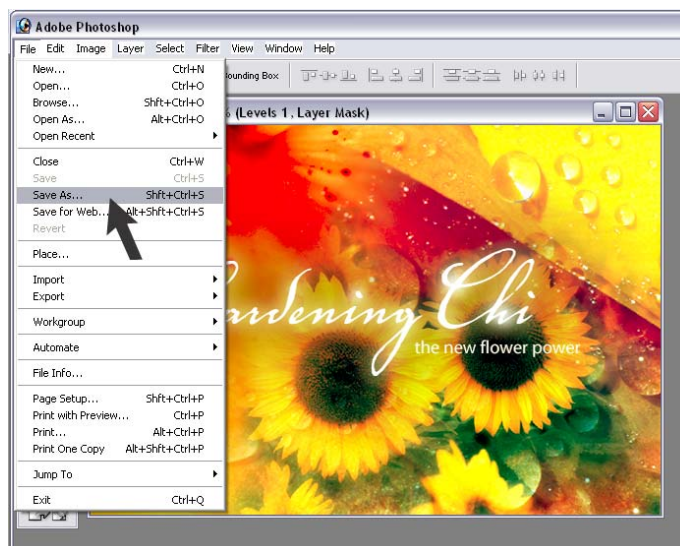 Adobe Photoshop
File Edit Image Layer Select Filter View Window Help
New... Ctrl+N
Open... Ctrl+O
Browse... Shft+Ctrl+O
Open As... Alt+Ctrl+O
Open Recent
Close Ctrl+W
Save Ctrl+S
Save As... Shft+Ctrl+S
Save for Web... Alt+Shft+Ctrl+S
Revert
Place...
Import
Export
Workgroup
Automate
File Info...
Page Setup... Shft+Ctrl+P
Print with Preview... Ctrl+P
Print... Alt+Ctrl+P
Print One Copy Alt+Shft+Ctrl+P
Jump To
Exit Ctrl+Q
ounding Box
% (Levels 1, Layer Mask)
ardening Chi
the new flower power